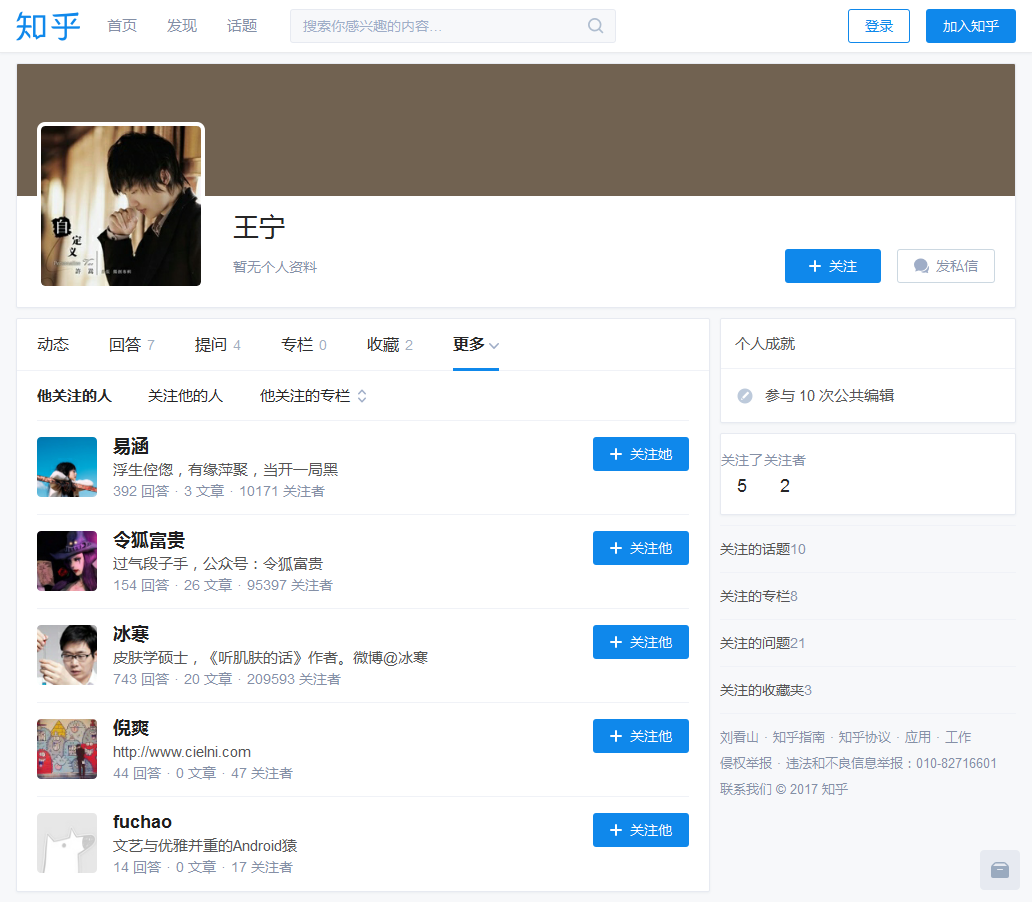 知乎 首页 发现 话题 搜索你感兴趣的内容… 登录 加入知乎
自定义
許嵩
王宁
暂无个人资料
关注 发私信
动态 回答 7 提问 4 专栏 0 收藏 2 更多
他关注的人 关注他的人 他关注的专栏
易涵
浮生倥偬，有缘萍聚，当开一局黑
392 回答 · 3 文章 · 10171 关注者
关注她
令狐富贵
过气段子手，公众号：令狐富贵
154 回答 · 26 文章 · 95397 关注者
关注他
冰寒
皮肤学硕士，《听肌肤的话》作者。微博@冰寒
743 回答 · 20 文章 · 209593 关注者
关注他
倪爽
http://www.cielni.com
44 回答 · 0 文章 · 47 关注者
关注他
fuchao
文艺与优雅并重的Android猿
14 回答 · 0 文章 · 17 关注者
关注他
个人成就
参与 10 次公共编辑
关注了关注者
5 2
关注的话题10
关注的专栏8
关注的问题21
关注的收藏夹3
刘看山 · 知乎指南 · 知乎协议 · 应用 · 工作
侵权举报 · 违法和不良信息举报：010-82716601
联系我们 © 2017 知乎